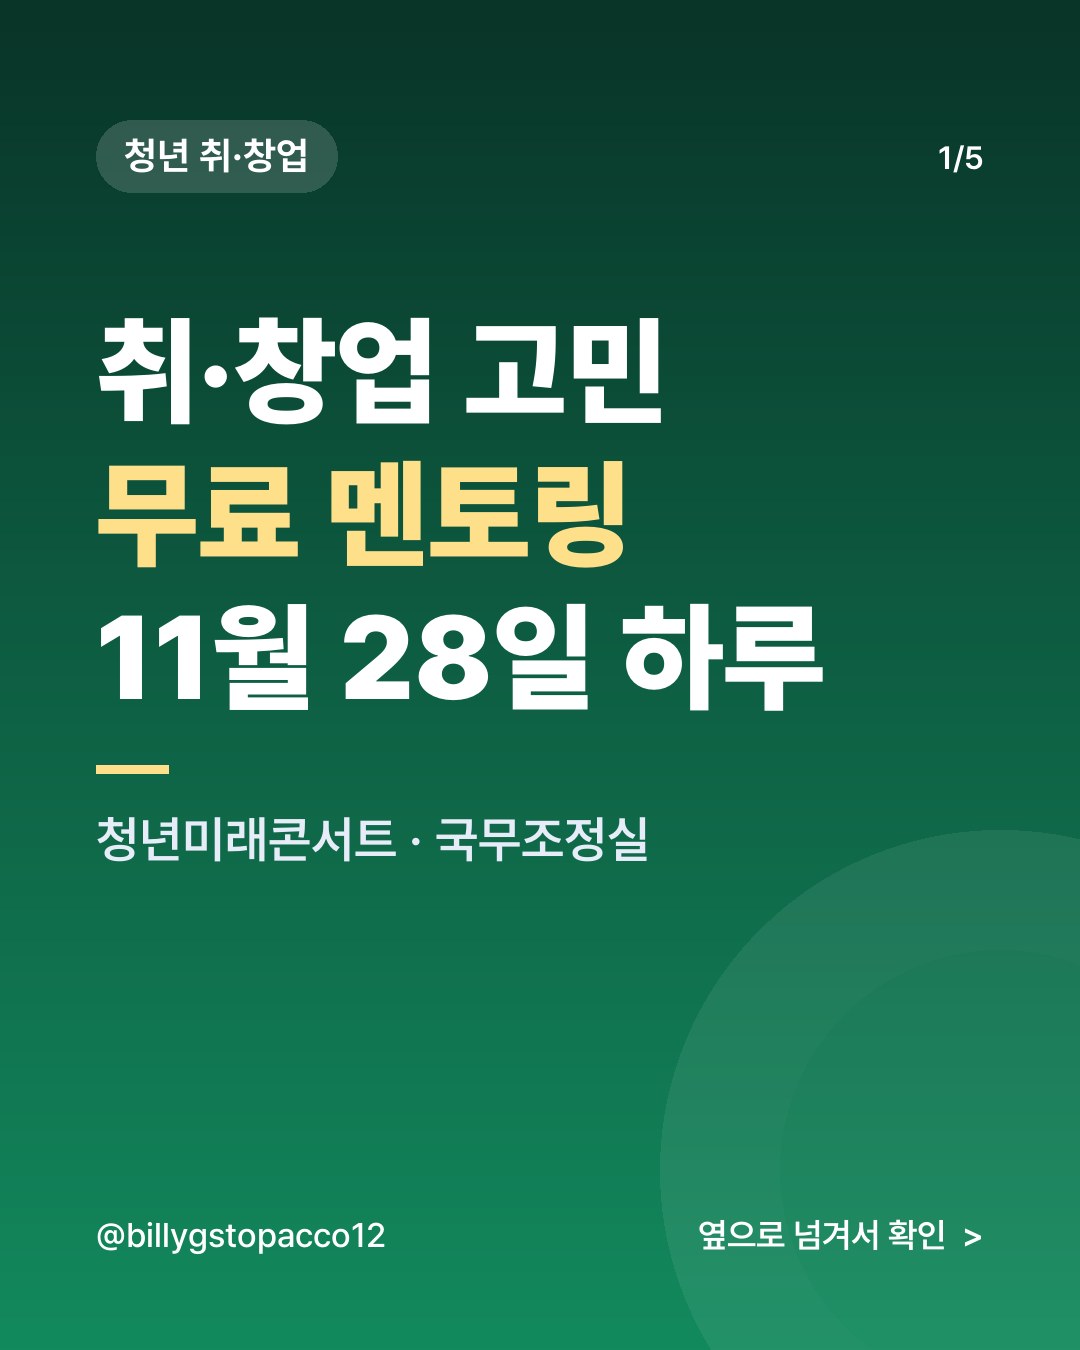 청년 취·창업
1/5
취·창업 고민
무료 멘토링
11월 28일 하루
청년미래콘서트 · 국무조정실
@billygstopacco12
옆으로 넘겨서 확인 >